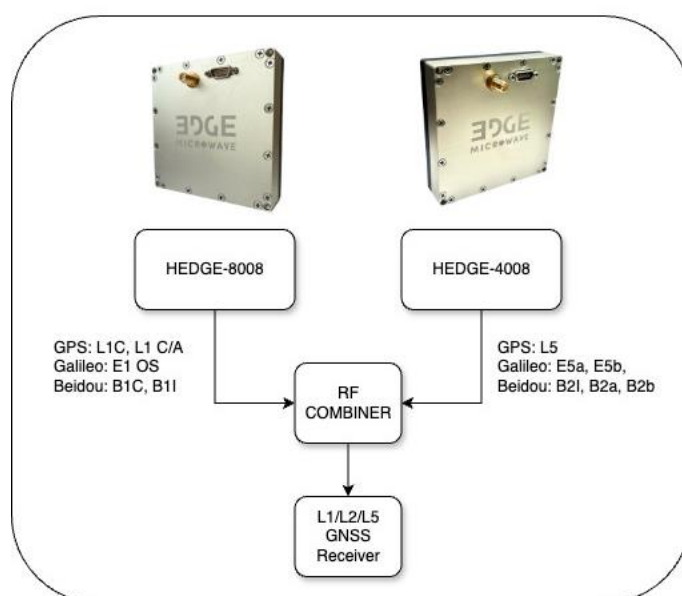 EDGE
MICROWAVE
EDGE
MICROWAVE
HEDGE-8008
HEDGE-4008
GPS: L1C, L1 C/A
Galileo: E1 OS
Beidou: B1C, B1I
GPS: L5
Galileo: E5a, E5b,
Beidou: B2I, B2a, B2b
RF
COMBINER
L1/L2/L5
GNSS
Receiver